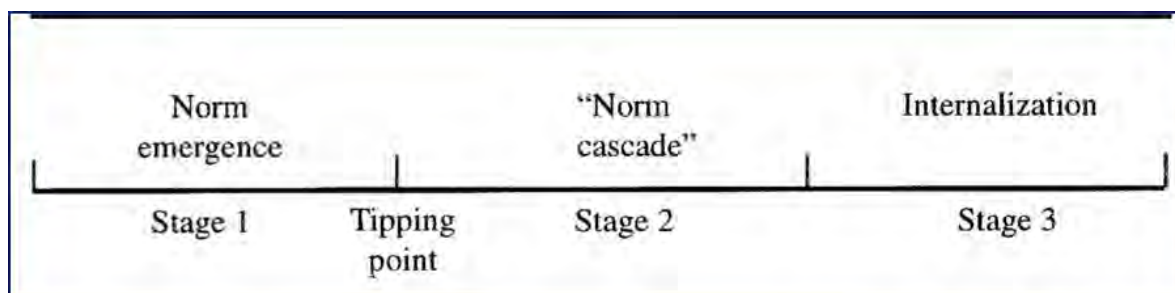 Norm
emergence
“Norm
cascade”
Internalization
Stage 1
Tipping
point
Stage 2
Stage 3